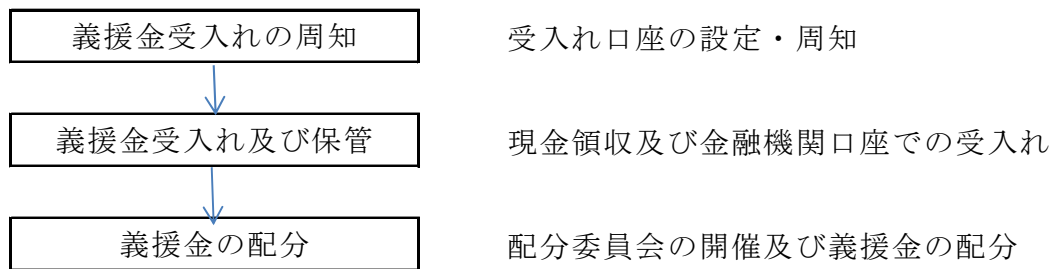 義援金受入れの周知 受入れ口座の設定・周知
義援金受入れ及び保管 現金領収及び金融機関口座での受入れ
義援金の配分 配分委員会の開催及び義援金の配分